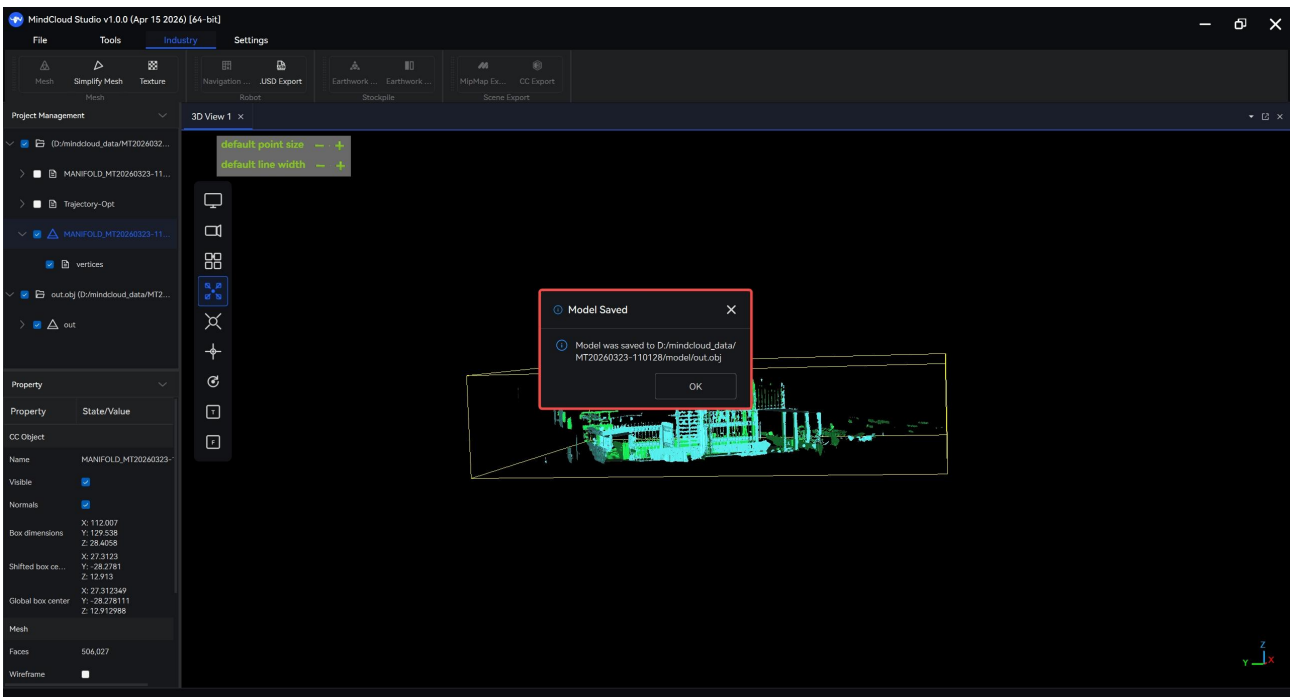 MindCloud Studio v1.0.0 (Apr 15 2026) [64-bit]
File Tools Industry Settings
Mesh Simplify Mesh Texture Navigation ... .USD Export Earthwork ... Earthwork ... MipMap Ex... CC Export
Mesh Robot Stockpile Scene Export
Project Management
3D View 1 ×
(D:/mindcloud_data/MT2026032...
MANIFOLD_MT20260323-11...
Trajectory-Opt
MANIFOLD_MT20260323-11...
vertices
out.obj (D:/mindcloud_data/MT2...
out
default point size − +
default line width − +
T
F
Model Saved
Model was saved to D:/mindcloud_data/
MT20260323-110128/model/out.obj
OK
Property
Property State/Value
CC Object
Name MANIFOLD_MT20260323-
Visible
Normals
X: 112.007
Box dimensions Y: 129.538
Z: 28.4058
X: 27.3123
Shifted box ce... Y: -28.2781
Z: 12.913
X: 27.312349
Global box center Y: -28.278111
Z: 12.912988
Mesh
Faces 506,027
Wireframe
Z
Y X